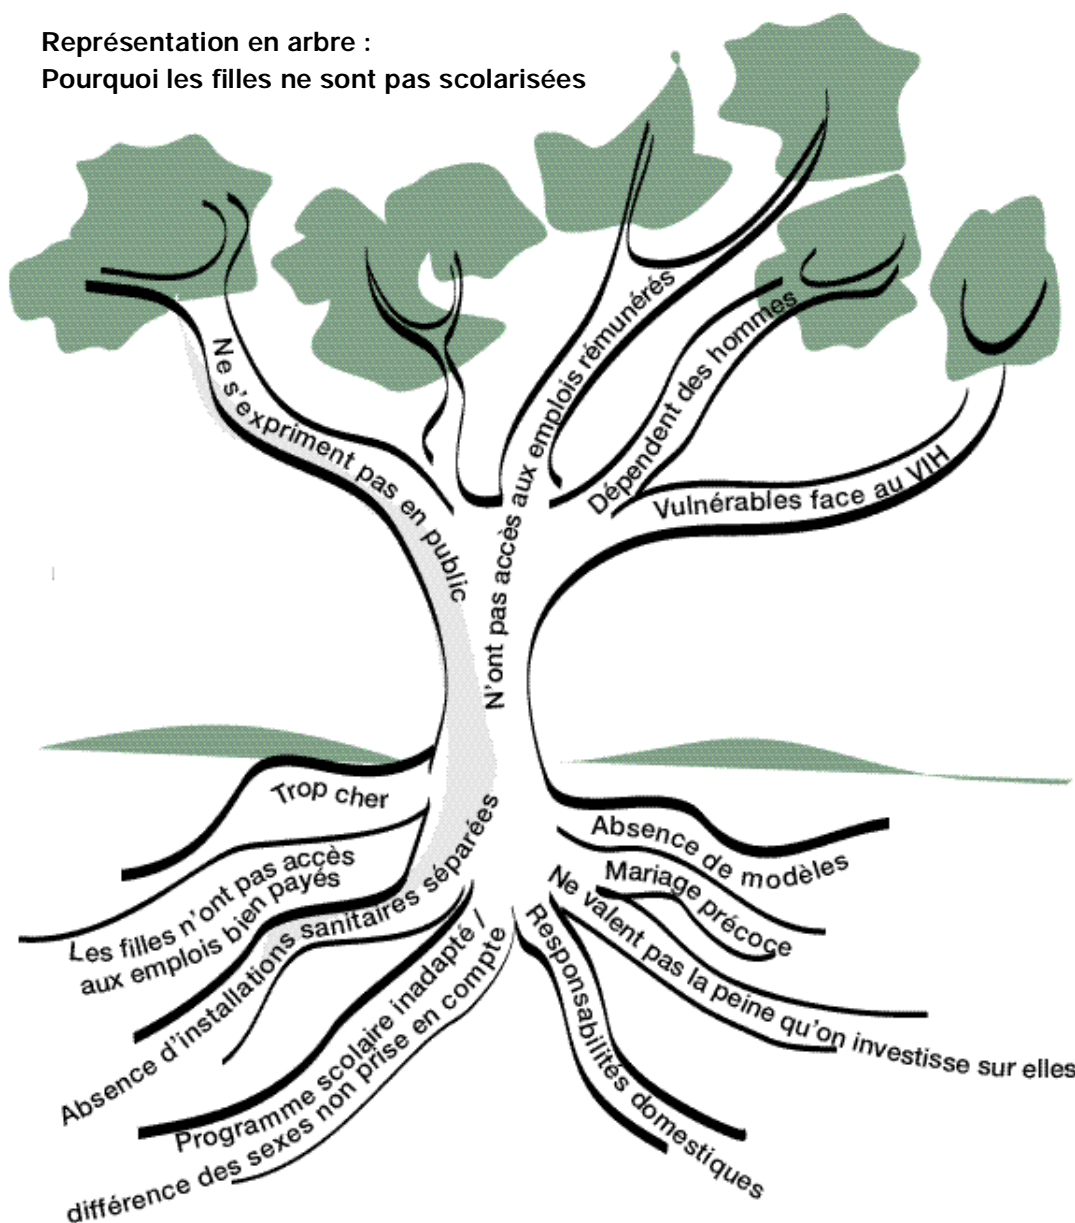 Représentation en arbre :
Pourquoi les filles ne sont pas scolarisées
Ne s'expriment pas en public
N'ont pas accès aux emplois rémunérés
Dépendent des hommes
Vulnérables face au VIH
Trop cher
Les filles n'ont pas accès
aux emplois bien payés
Absence d'installations sanitaires séparées
Programme scolaire inadapté /
différence des sexes non prise en compte
Absence de modèles
Mariage précoce
Ne valent pas la peine qu'on investisse sur elles
Responsabilités domestiques